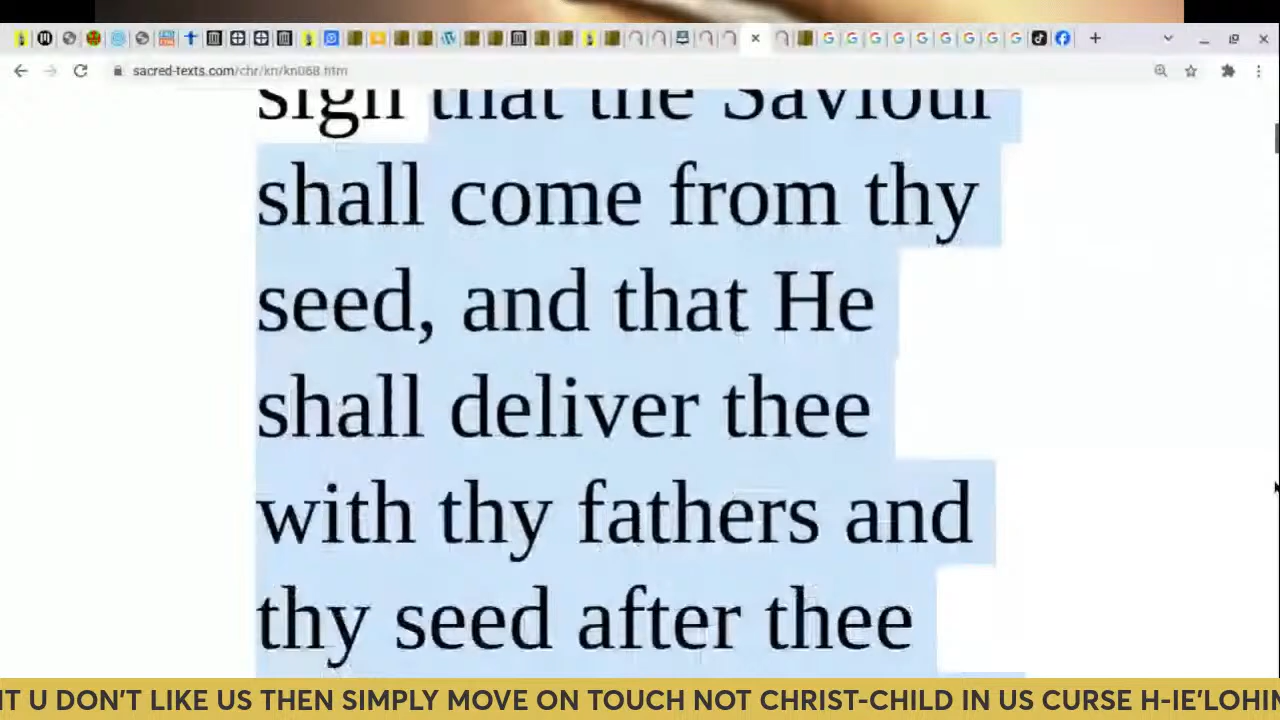 sacred-texts.com/chr/kn/kn068.htm
sign that the Saviour
shall come from thy
seed, and that He
shall deliver thee
with thy fathers and
thy seed after thee
IT U DON'T LIKE US THEN SIMPLY MOVE ON TOUCH NOT CHRIST-CHILD IN US CURSE H-IE'LOHIN